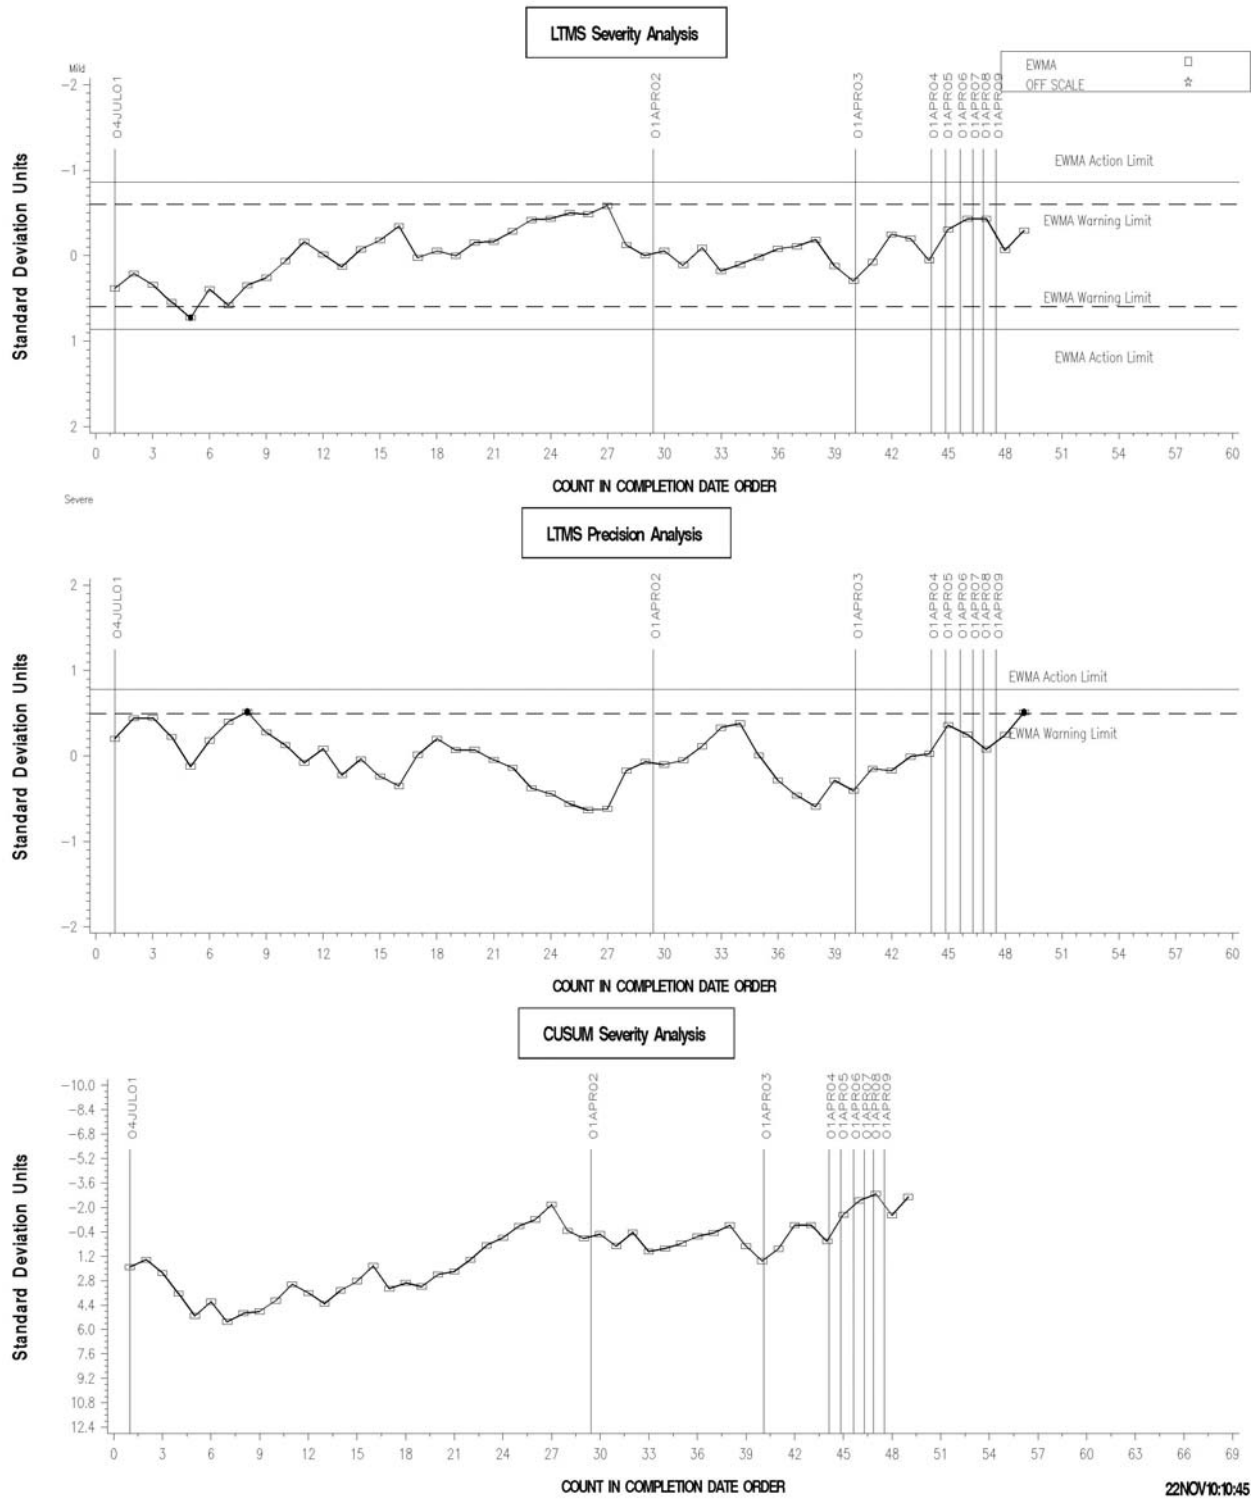 LTMS Severity Analysis
Mild
EWMA
OFF SCALE
04JUL01
01APR02
01APR03
01APR04
01APR05
01APR06
01APR07
01APR08
01APR09
Standard Deviation Units
-2
-1
0
1
2
EWMA Action Limit
EWMA Warning Limit
EWMA Warning Limit
EWMA Action Limit
0 3 6 9 12 15 18 21 24 27 30 33 36 39 42 45 48 51 54 57 60
COUNT IN COMPLETION DATE ORDER
Severe
LTMS Precision Analysis
04JUL01
01APR02
01APR03
01APR04
01APR05
01APR06
01APR07
01APR08
01APR09
Standard Deviation Units
2
1
0
-1
-2
EWMA Action Limit
EWMA Warning Limit
0 3 6 9 12 15 18 21 24 27 30 33 36 39 42 45 48 51 54 57 60
COUNT IN COMPLETION DATE ORDER
CUSUM Severity Analysis
04JUL01
01APR02
01APR03
01APR04
01APR05
01APR06
01APR07
01APR08
01APR09
Standard Deviation Units
-10.0
-8.4
-6.8
-5.2
-3.6
-2.0
-0.4
1.2
2.8
4.4
6.0
7.6
9.2
10.8
12.4
0 3 6 9 12 15 18 21 24 27 30 33 36 39 42 45 48 51 54 57 60 63 66 69
COUNT IN COMPLETION DATE ORDER
22NOV10:10:45